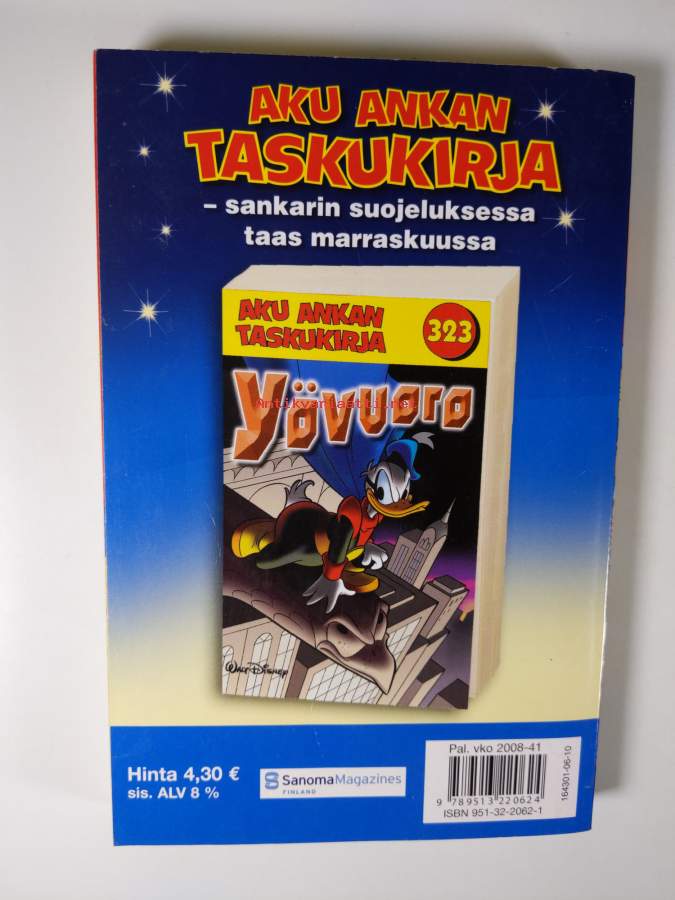 AKU ANKAN
TASKUKIRJA
– sankarin suojeluksessa
taas marraskuussa
AKU ANKAN
TASKUKIRJA
323
Yövuoro
Antikvariaatti.net
Walt Disney
Hinta 4,30 €
sis. ALV 8 %
SanomaMagazines
FINLAND
Pal. vko 2008-41
9 789513 220624
ISBN 951-32-2062-1
164301-06-10